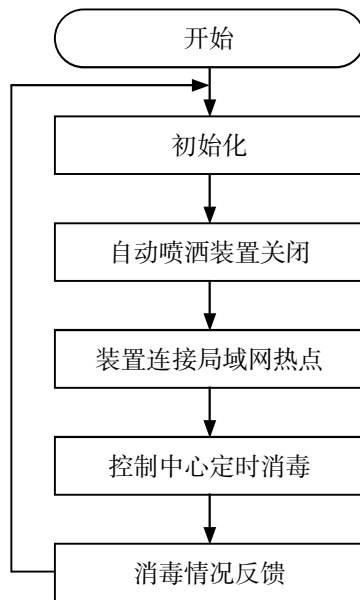 开始
初始化
自动喷洒装置关闭
装置连接局域网热点
控制中心定时消毒
消毒情况反馈